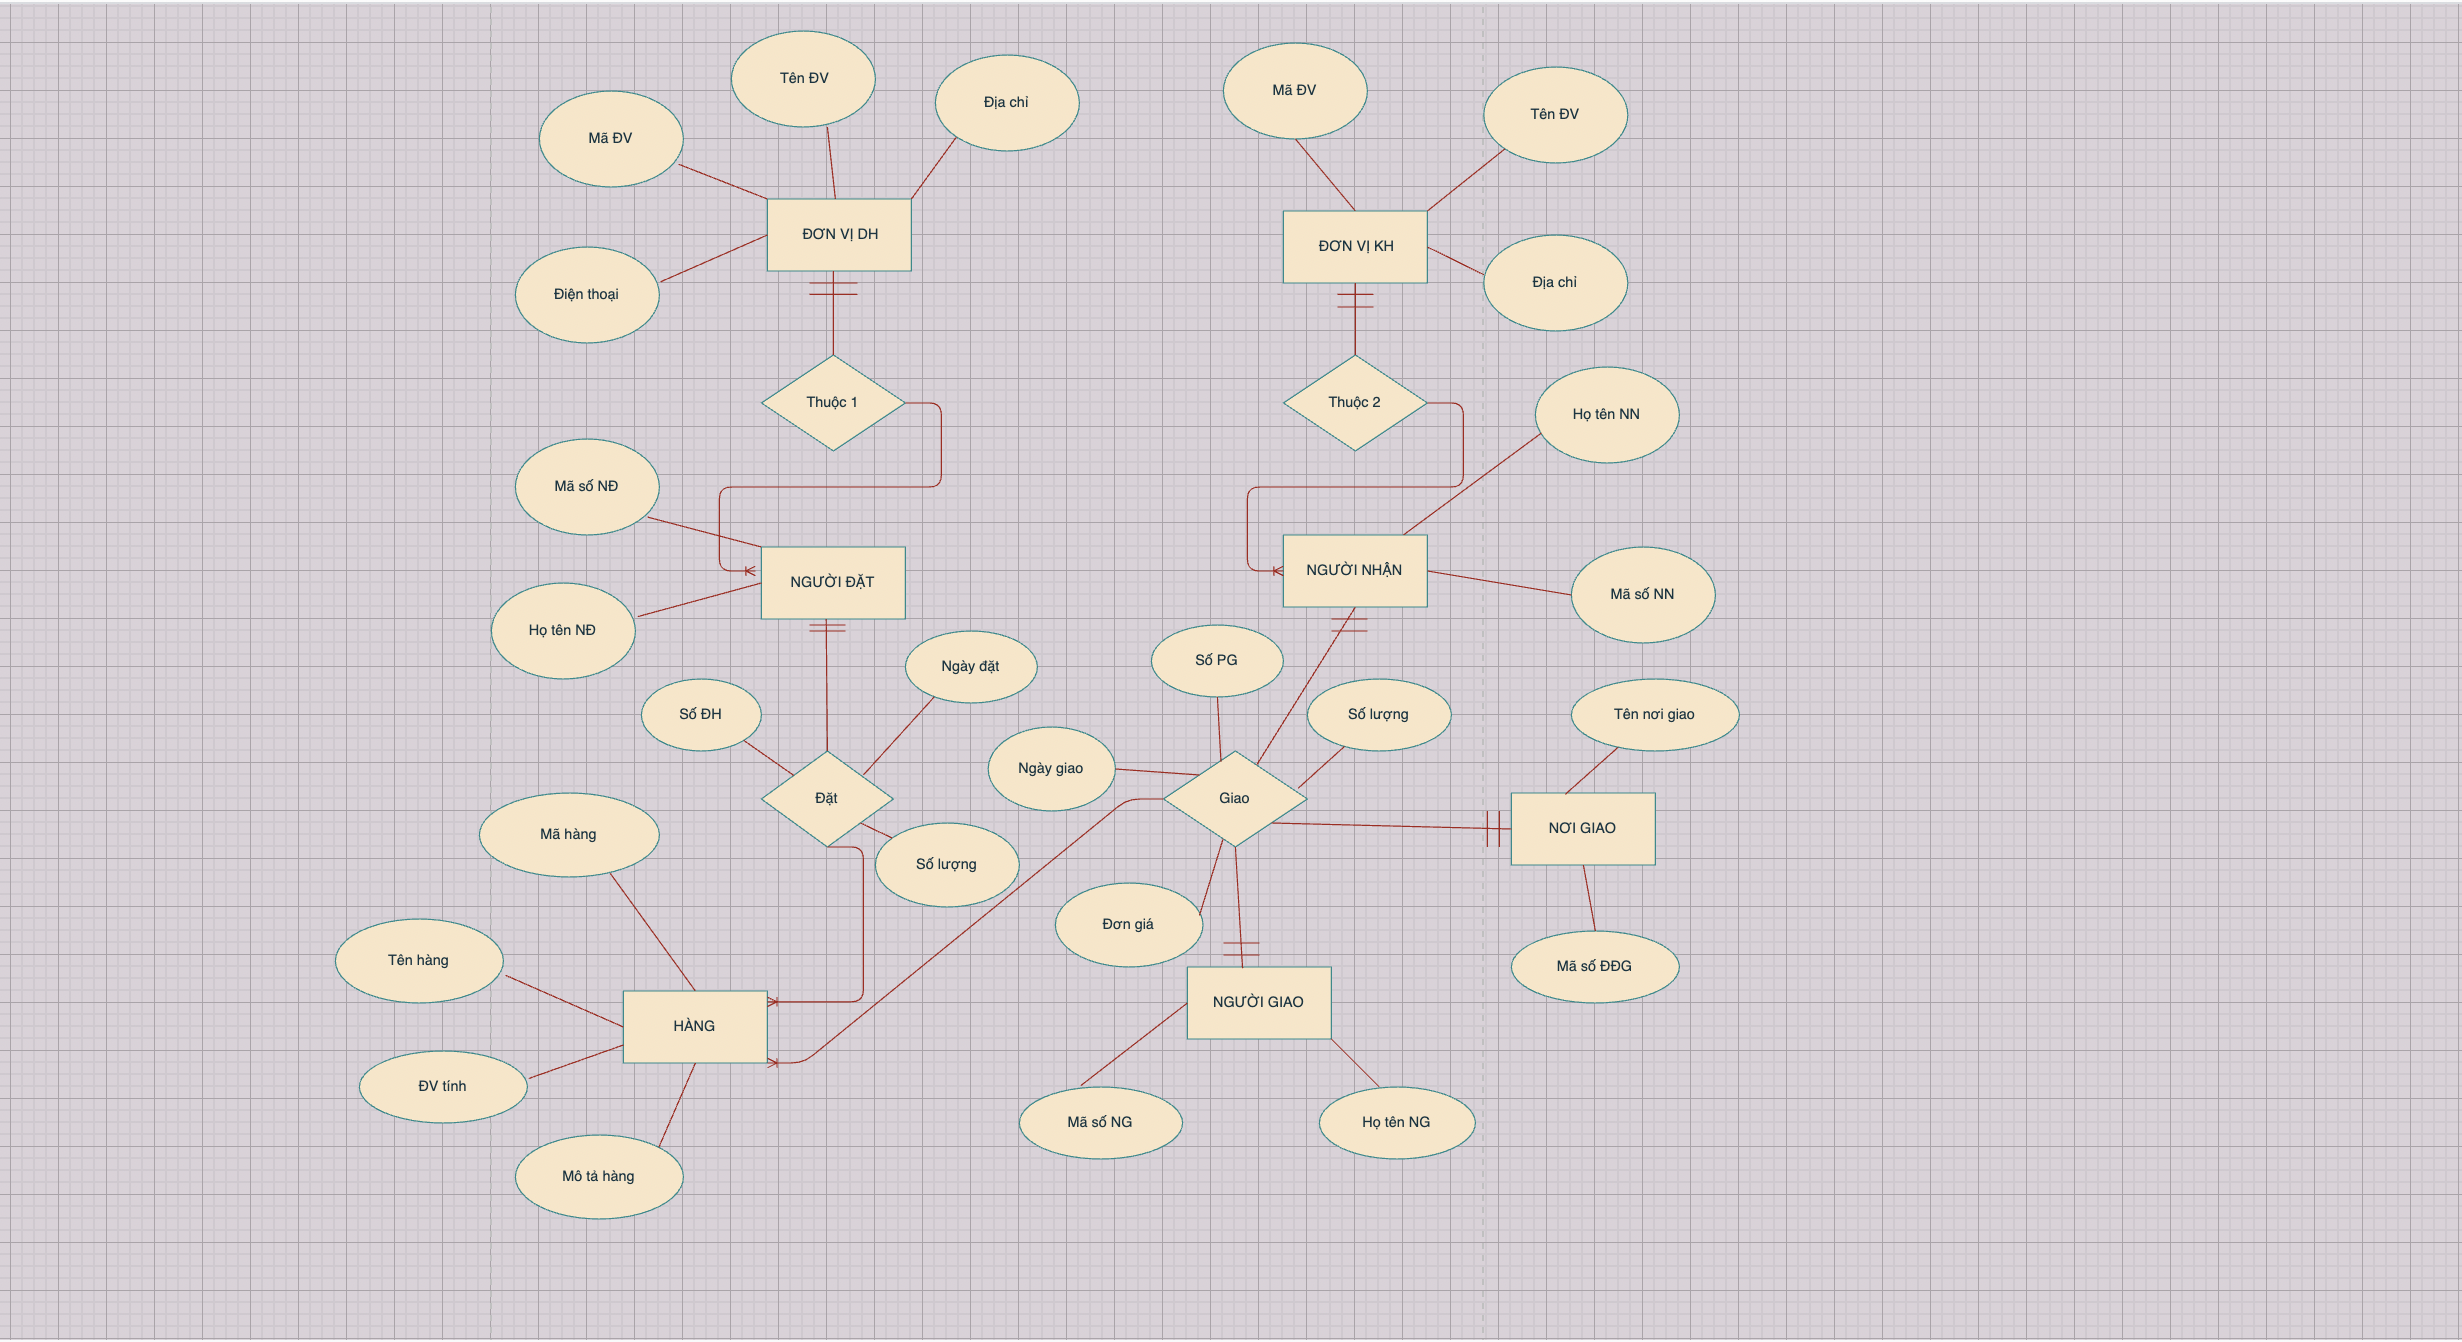 Tên ĐV
Mã ĐV
Địa chỉ
Tên ĐV
Mã ĐV
ĐƠN VỊ DH
ĐƠN VỊ KH
Địa chỉ
Điện thoại
Thuộc 1
Thuộc 2
Họ tên NN
Mã số NĐ
NGƯỜI NHẬN
NGƯỜI ĐẶT
Mã số NN
Họ tên NĐ
Số PG
Ngày đặt
Số ĐH
Số lượng
Tên nơi giao
Ngày giao
Đặt
Giao
NƠI GIAO
Mã hàng
Số lượng
Đơn giá
Tên hàng
Mã số ĐĐG
NGƯỜI GIAO
HÀNG
ĐV tính
Mã số NG
Họ tên NG
Mô tả hàng